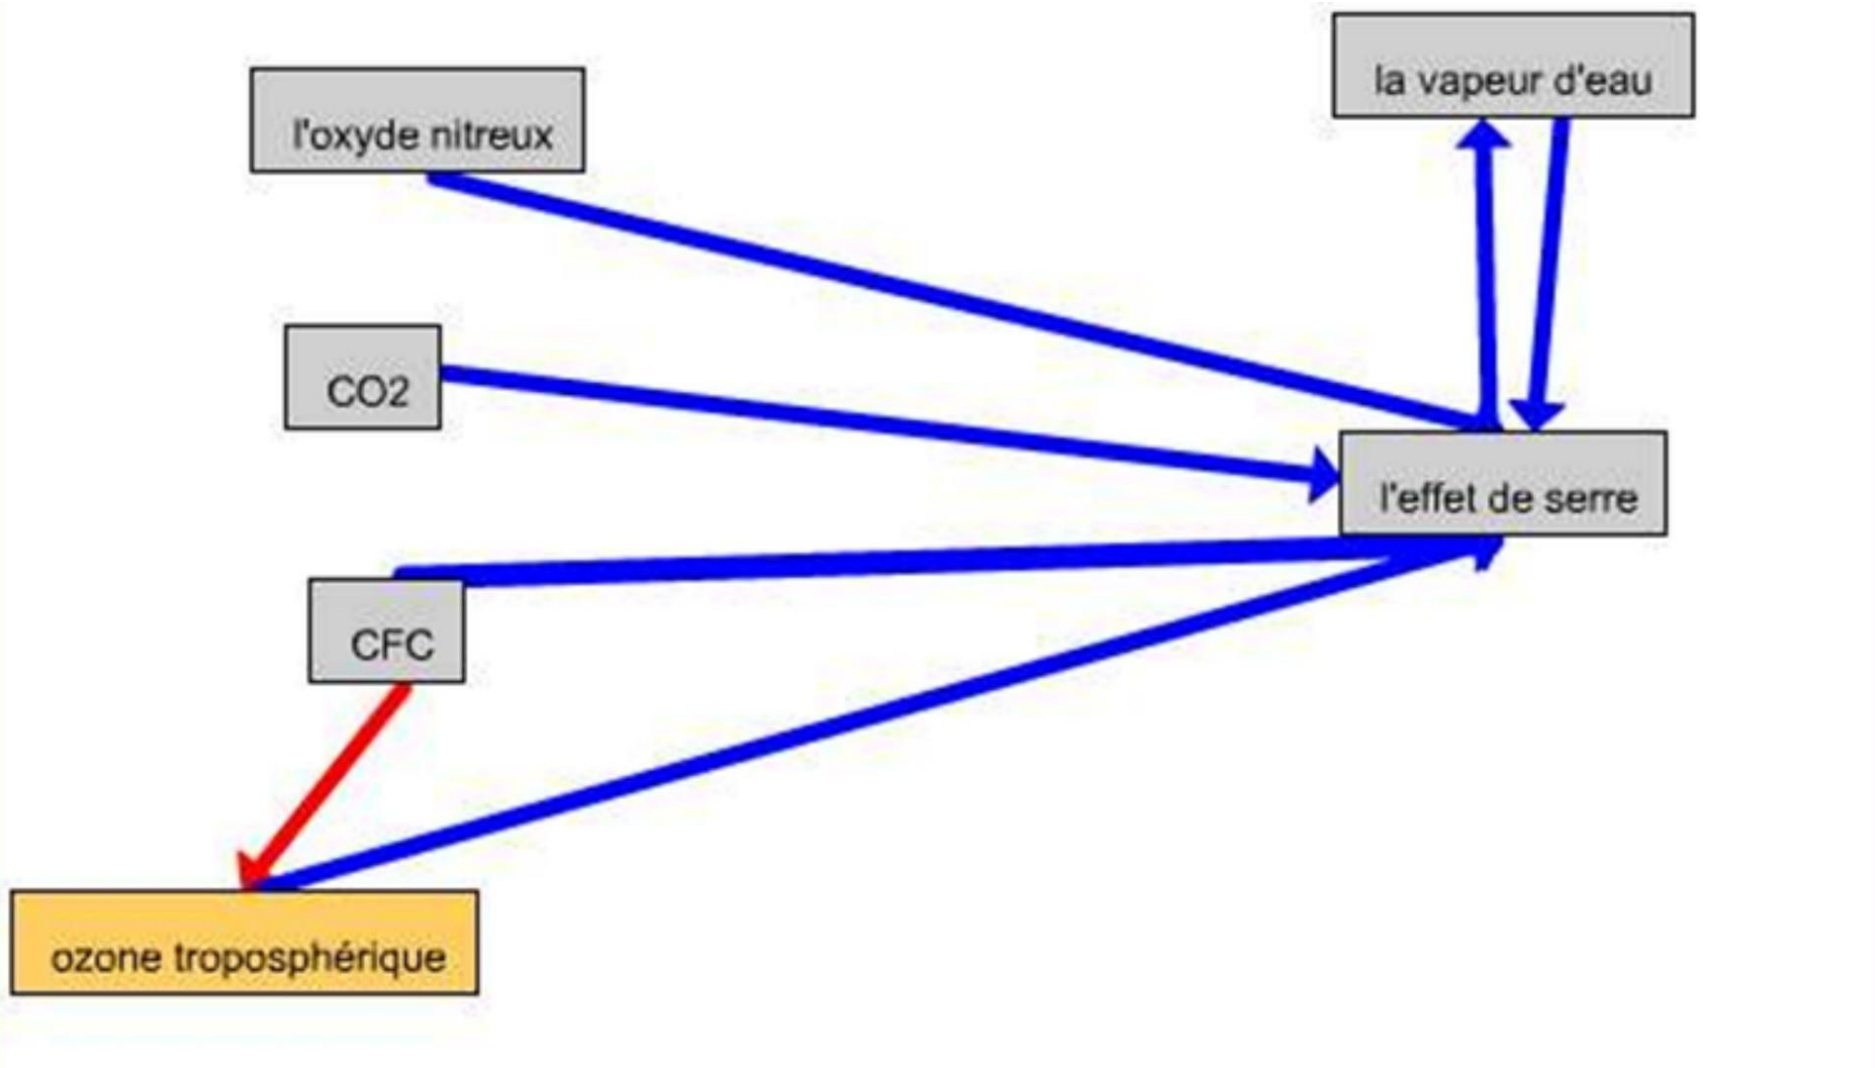 la vapeur d'eau
l'oxyde nitreux
CO2
l'effet de serre
CFC
ozone troposphérique